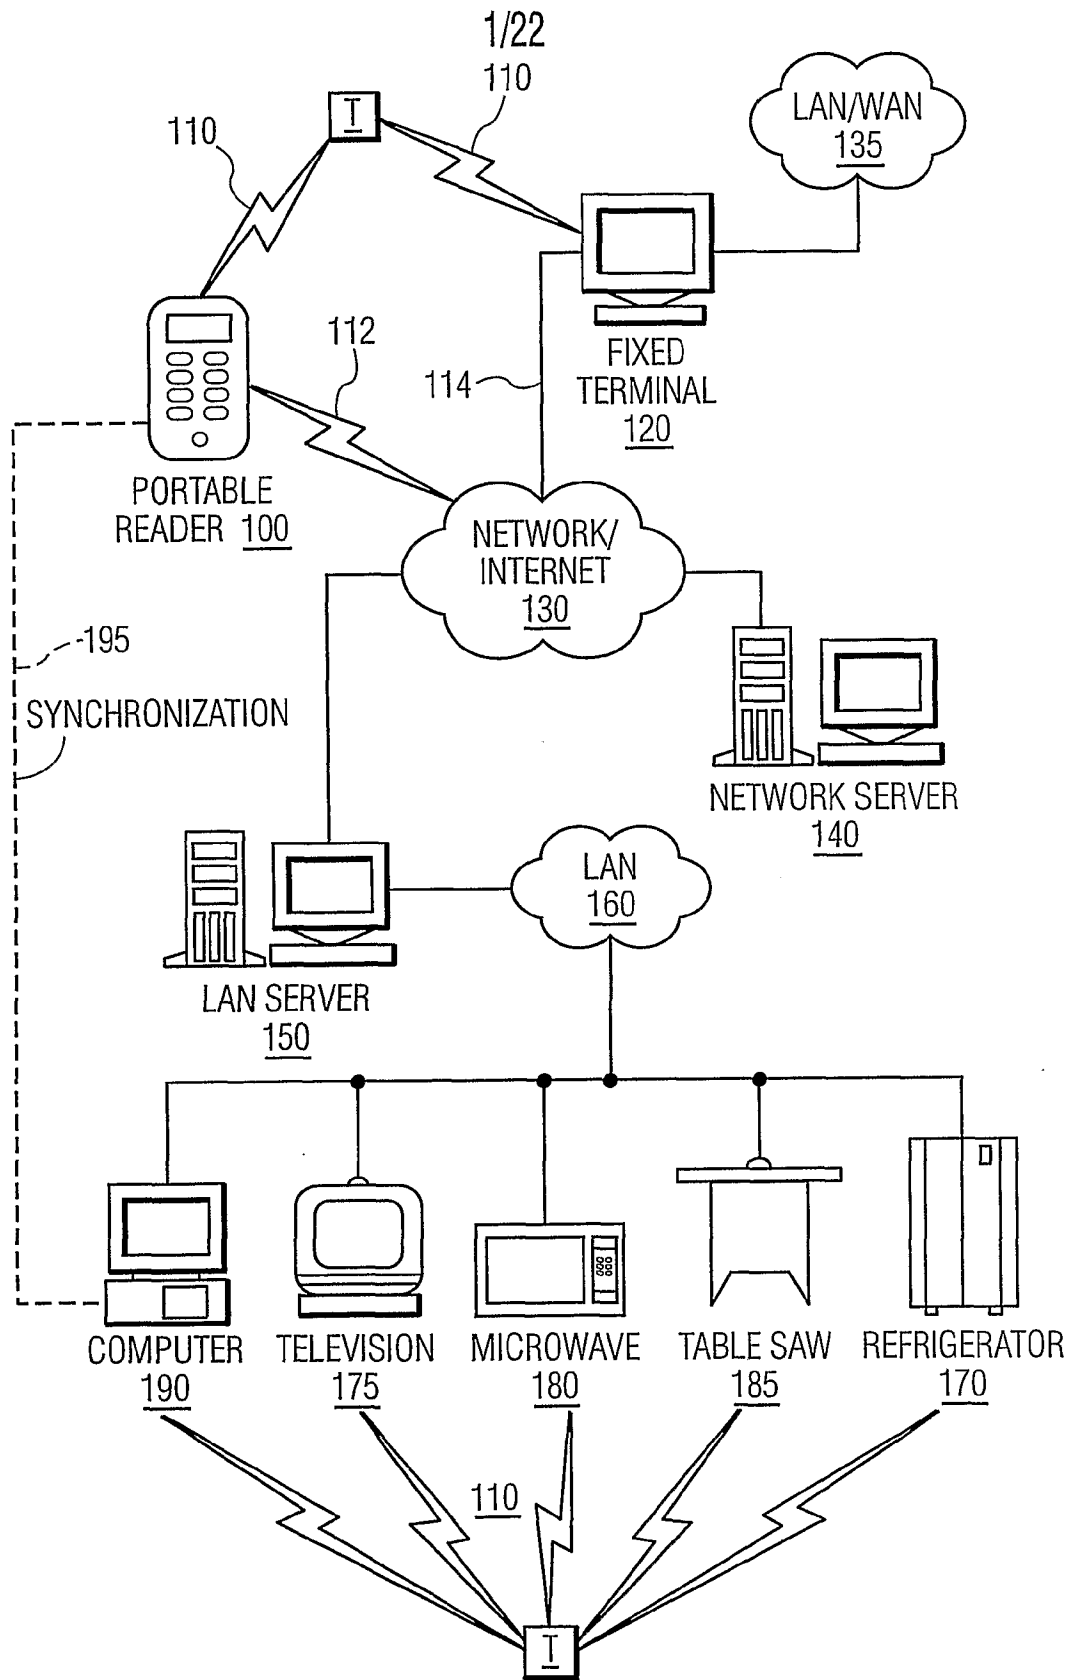 1/22
110
T
110
LAN/WAN
135
112
114
FIXED
TERMINAL
120
PORTABLE
READER 100
NETWORK/
INTERNET
130
195
SYNCHRONIZATION
NETWORK SERVER
140
LAN
160
LAN SERVER
150
COMPUTER
190
TELEVISION
175
MICROWAVE
180
TABLE SAW
185
REFRIGERATOR
170
110
T